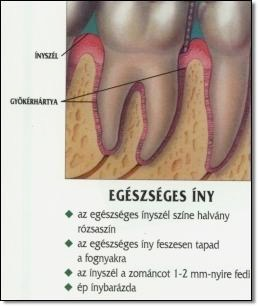 ÍNYSZÉL
GYÖKÉRHÁRTYA
EGÉSZSÉGES ÍNY
◆ az egészséges ínyszél színe halvány
rózsaszín
◆ az egészséges íny feszesen tapad
a fognyakra
◆ az ínyszél a zománcot 1-2 mm-nyire fedi
◆ ép ínybarázda